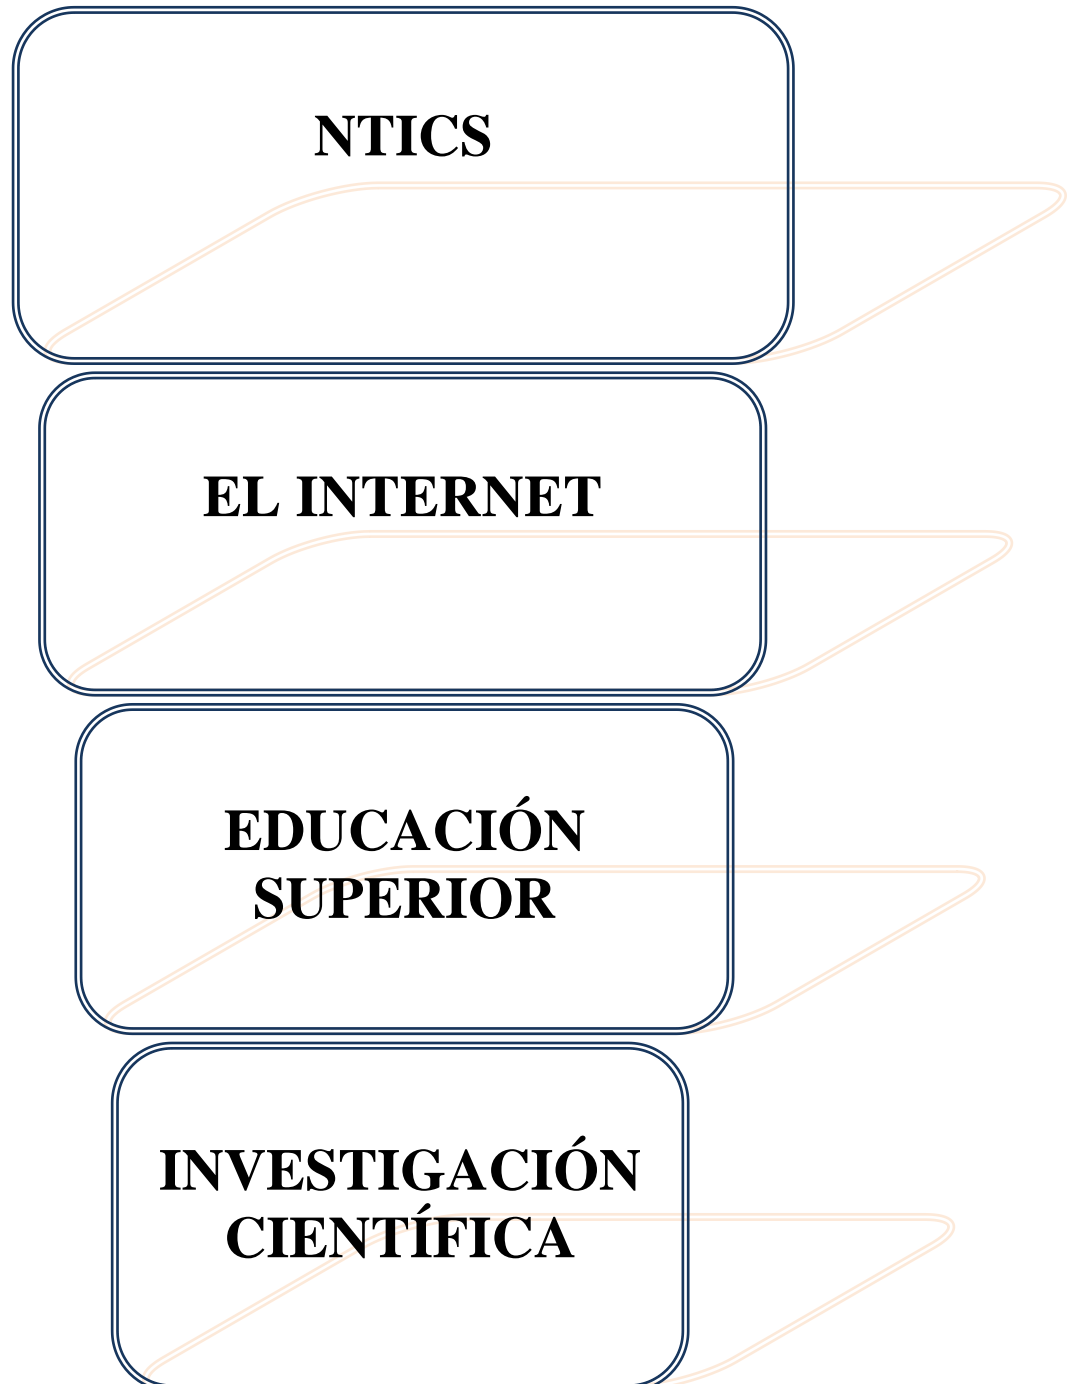 NTICS
EL INTERNET
EDUCACIÓN
SUPERIOR
INVESTIGACIÓN
CIENTÍFICA